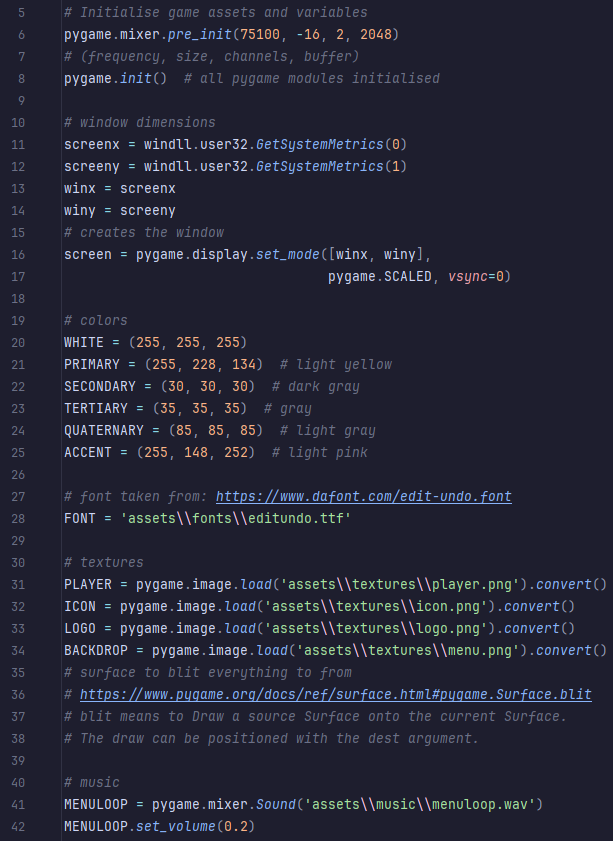 5 # Initialise game assets and variables
6 pygame.mixer.pre_init(75100, -16, 2, 2048)
7 # (frequency, size, channels, buffer)
8 pygame.init()  # all pygame modules initialised
9
10 # window dimensions
11 screenx = windll.user32.GetSystemMetrics(0)
12 screeny = windll.user32.GetSystemMetrics(1)
13 winx = screenx
14 winy = screeny
15 # creates the window
16 screen = pygame.display.set_mode([winx, winy],
17                                  pygame.SCALED, vsync=0)
18
19 # colors
20 WHITE = (255, 255, 255)
21 PRIMARY = (255, 228, 134)  # light yellow
22 SECONDARY = (30, 30, 30)  # dark gray
23 TERTIARY = (35, 35, 35)  # gray
24 QUATERNARY = (85, 85, 85)  # light gray
25 ACCENT = (255, 148, 252)  # light pink
26
27 # font taken from: https://www.dafont.com/edit-undo.font
28 FONT = 'assets\\fonts\\editundo.ttf'
29
30 # textures
31 PLAYER = pygame.image.load('assets\\textures\\player.png').convert()
32 ICON = pygame.image.load('assets\\textures\\icon.png').convert()
33 LOGO = pygame.image.load('assets\\textures\\logo.png').convert()
34 BACKDROP = pygame.image.load('assets\\textures\\menu.png').convert()
35 # surface to blit everything to from
36 # https://www.pygame.org/docs/ref/surface.html#pygame.Surface.blit
37 # blit means to Draw a source Surface onto the current Surface.
38 # The draw can be positioned with the dest argument.
39
40 # music
41 MENULOOP = pygame.mixer.Sound('assets\\music\\menuloop.wav')
42 MENULOOP.set_volume(0.2)